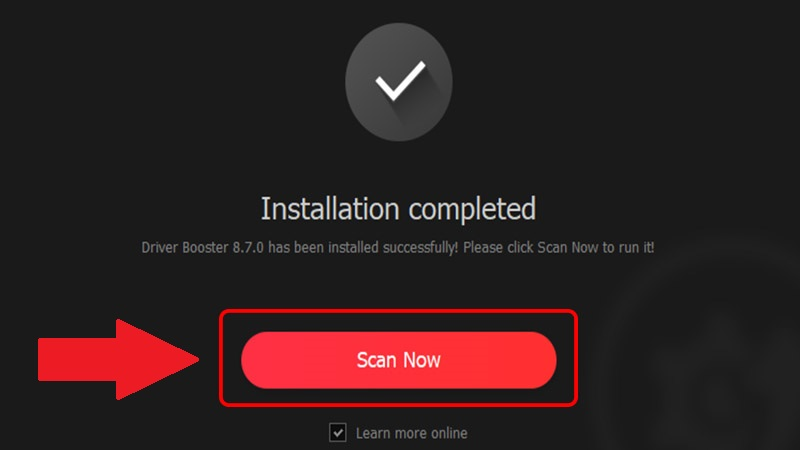 Installation completed
Driver Booster 8.7.0 has been installed successfully! Please click Scan Now to run it!
Scan Now
Learn more online